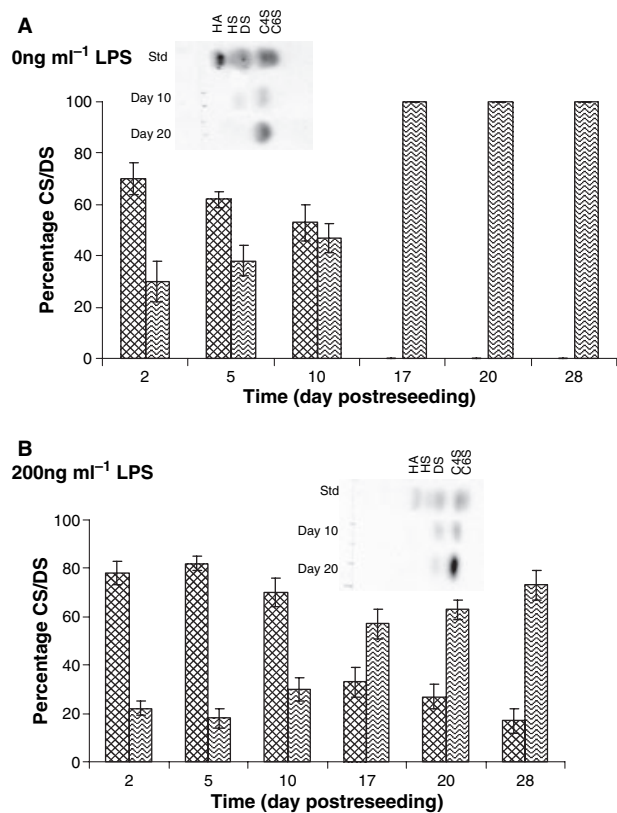 A
0ng ml⁻¹ LPS
HA HS DS C4S C6S
Std
Day 10
Day 20
Percentage CS/DS
100
80
60
40
20
0
2 5 10 17 20 28
Time (day postreseeding)
B
200ng ml⁻¹ LPS
HA HS DS C4S C6S
Std
Day 10
Day 20
Percentage CS/DS
100
80
60
40
20
0
2 5 10 17 20 28
Time (day postreseeding)